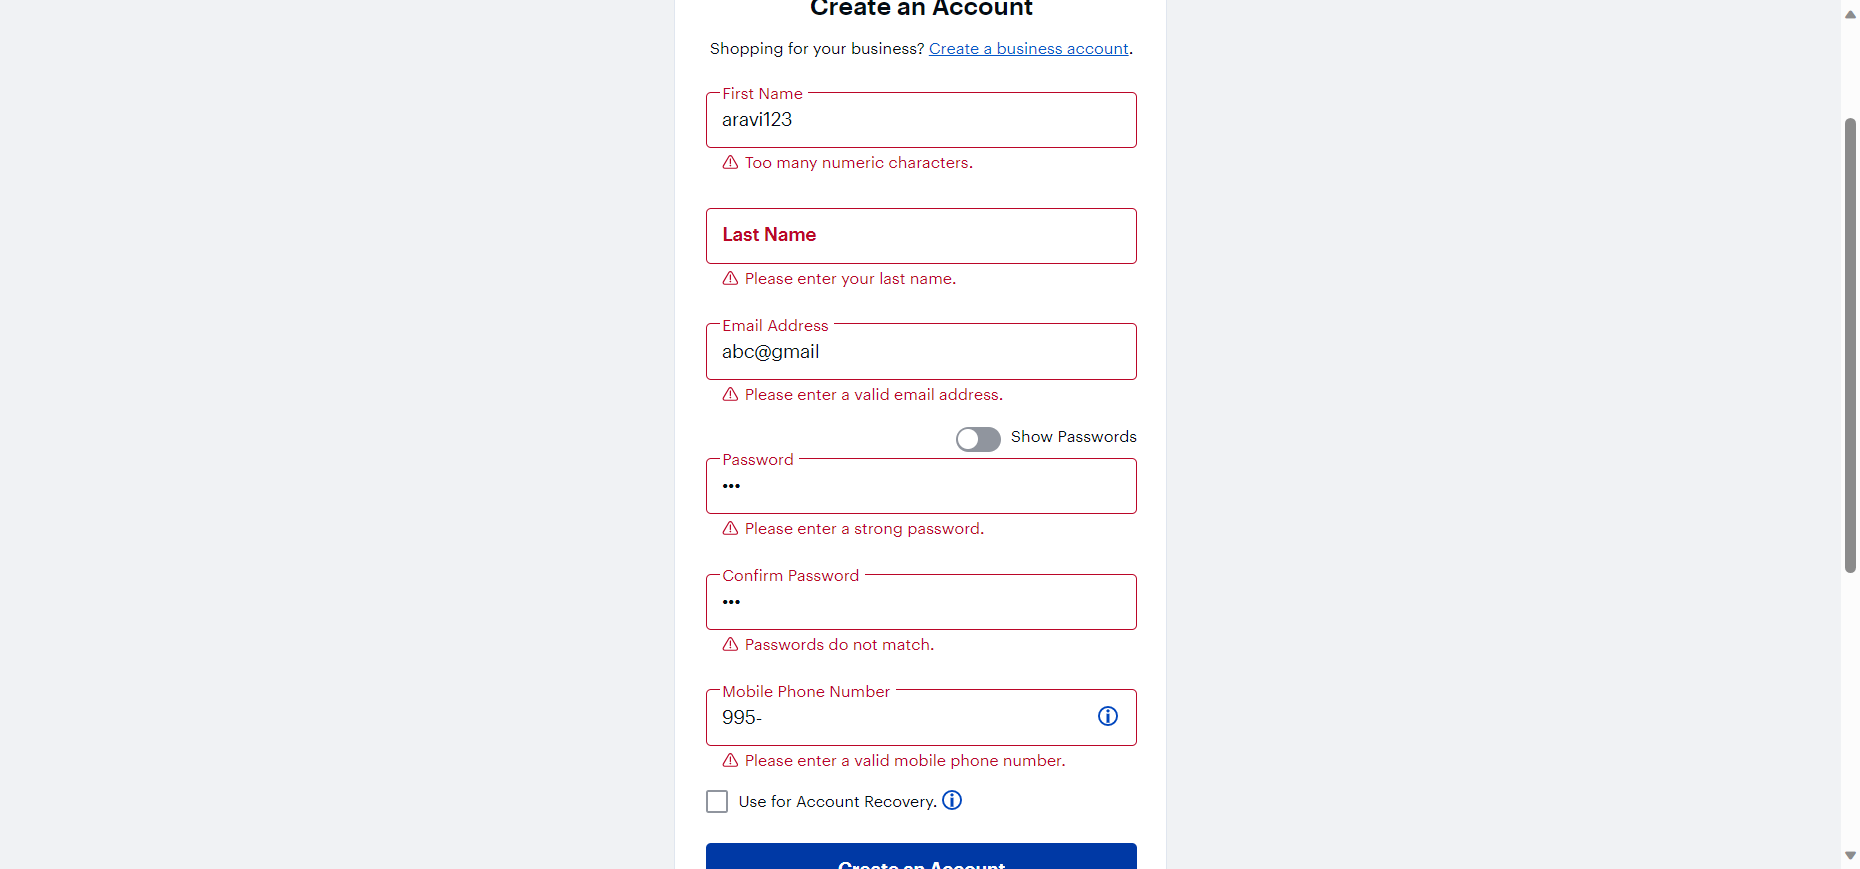 Create an Account
Shopping for your business? Create a business account.
First Name
aravi123
Too many numeric characters.
Last Name
Please enter your last name.
Email Address
abc@gmail
Please enter a valid email address.
Show Passwords
Password
•••
Please enter a strong password.
Confirm Password
•••
Passwords do not match.
Mobile Phone Number
995-
Please enter a valid mobile phone number.
Use for Account Recovery.
Create an Account